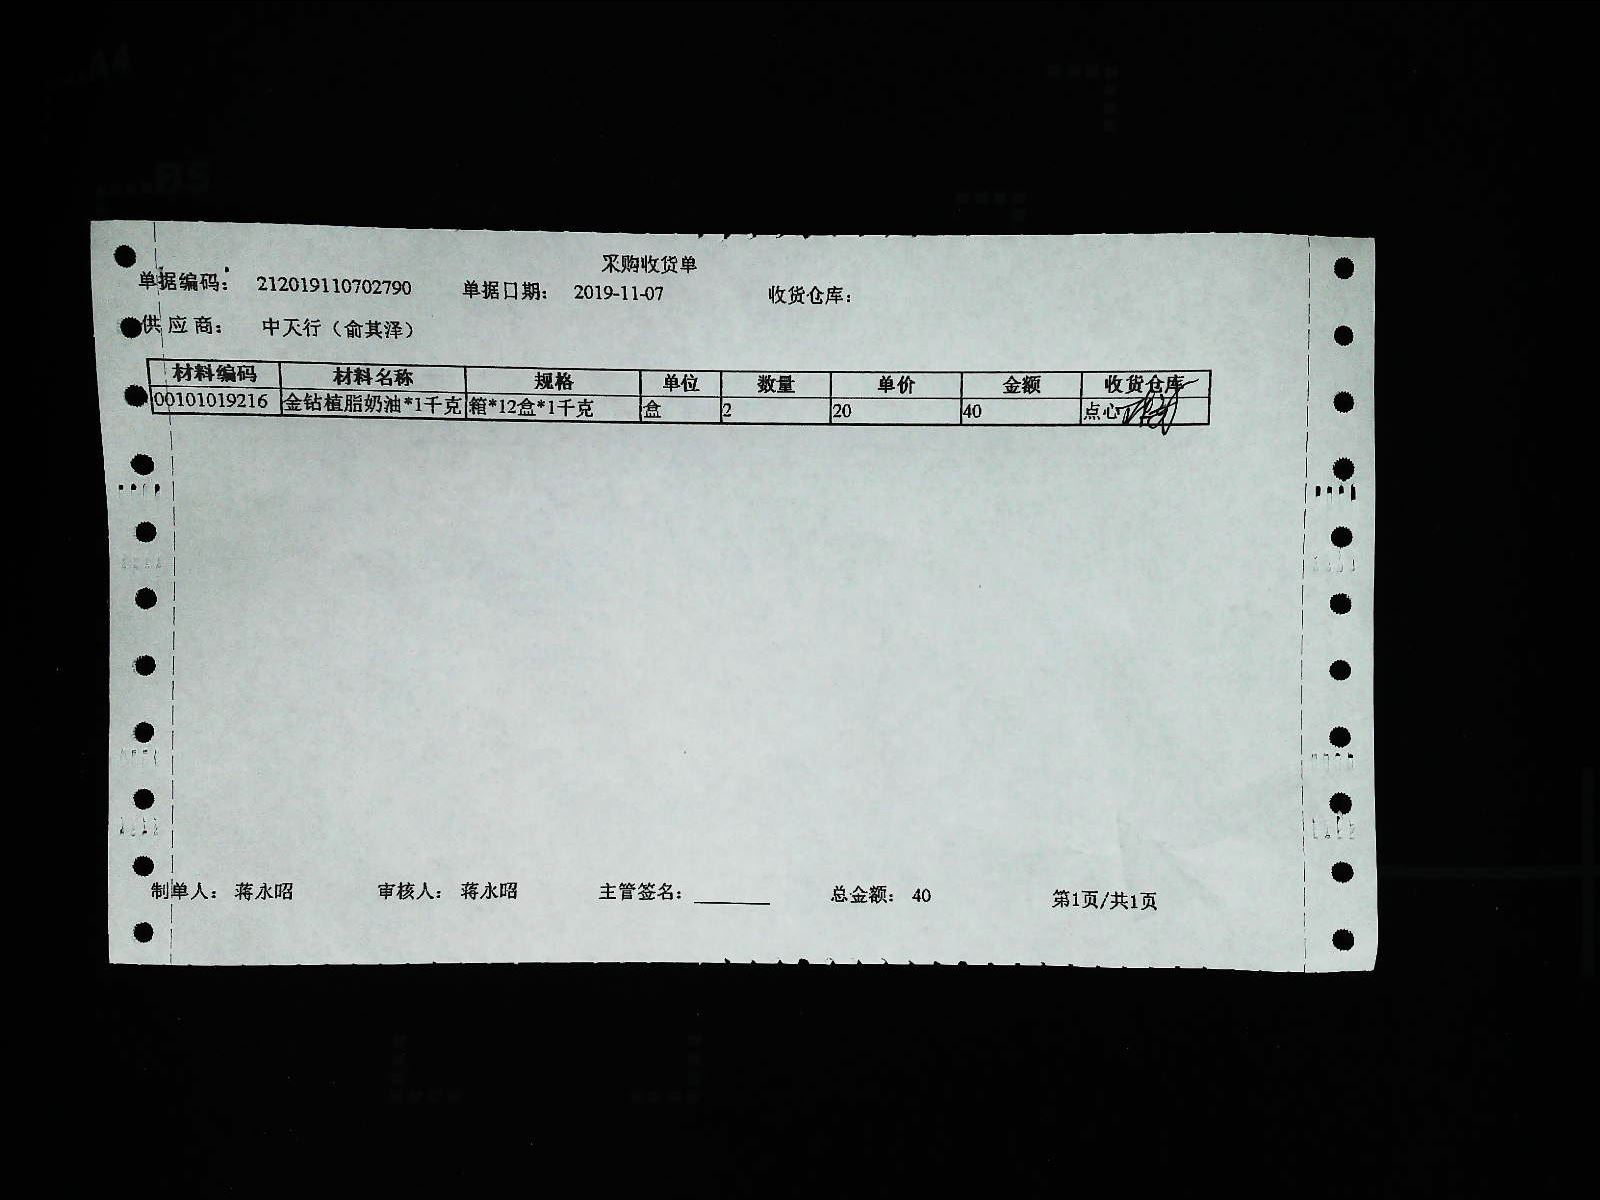 采购收货单
单据编码： 212019110702790 单据日期： 2019-11-07 收货仓库：
供应商： 中天行（俞其泽）
材料编码 材料名称 规格 单位 数量 单价 金额 收货仓库
00101019216 金钻植脂奶油*1千克 箱*12盒*1千克 盒 2 20 40 点心
制单人： 蒋永昭 审核人： 蒋永昭 主管签名： 总金额： 40 第1页/共1页